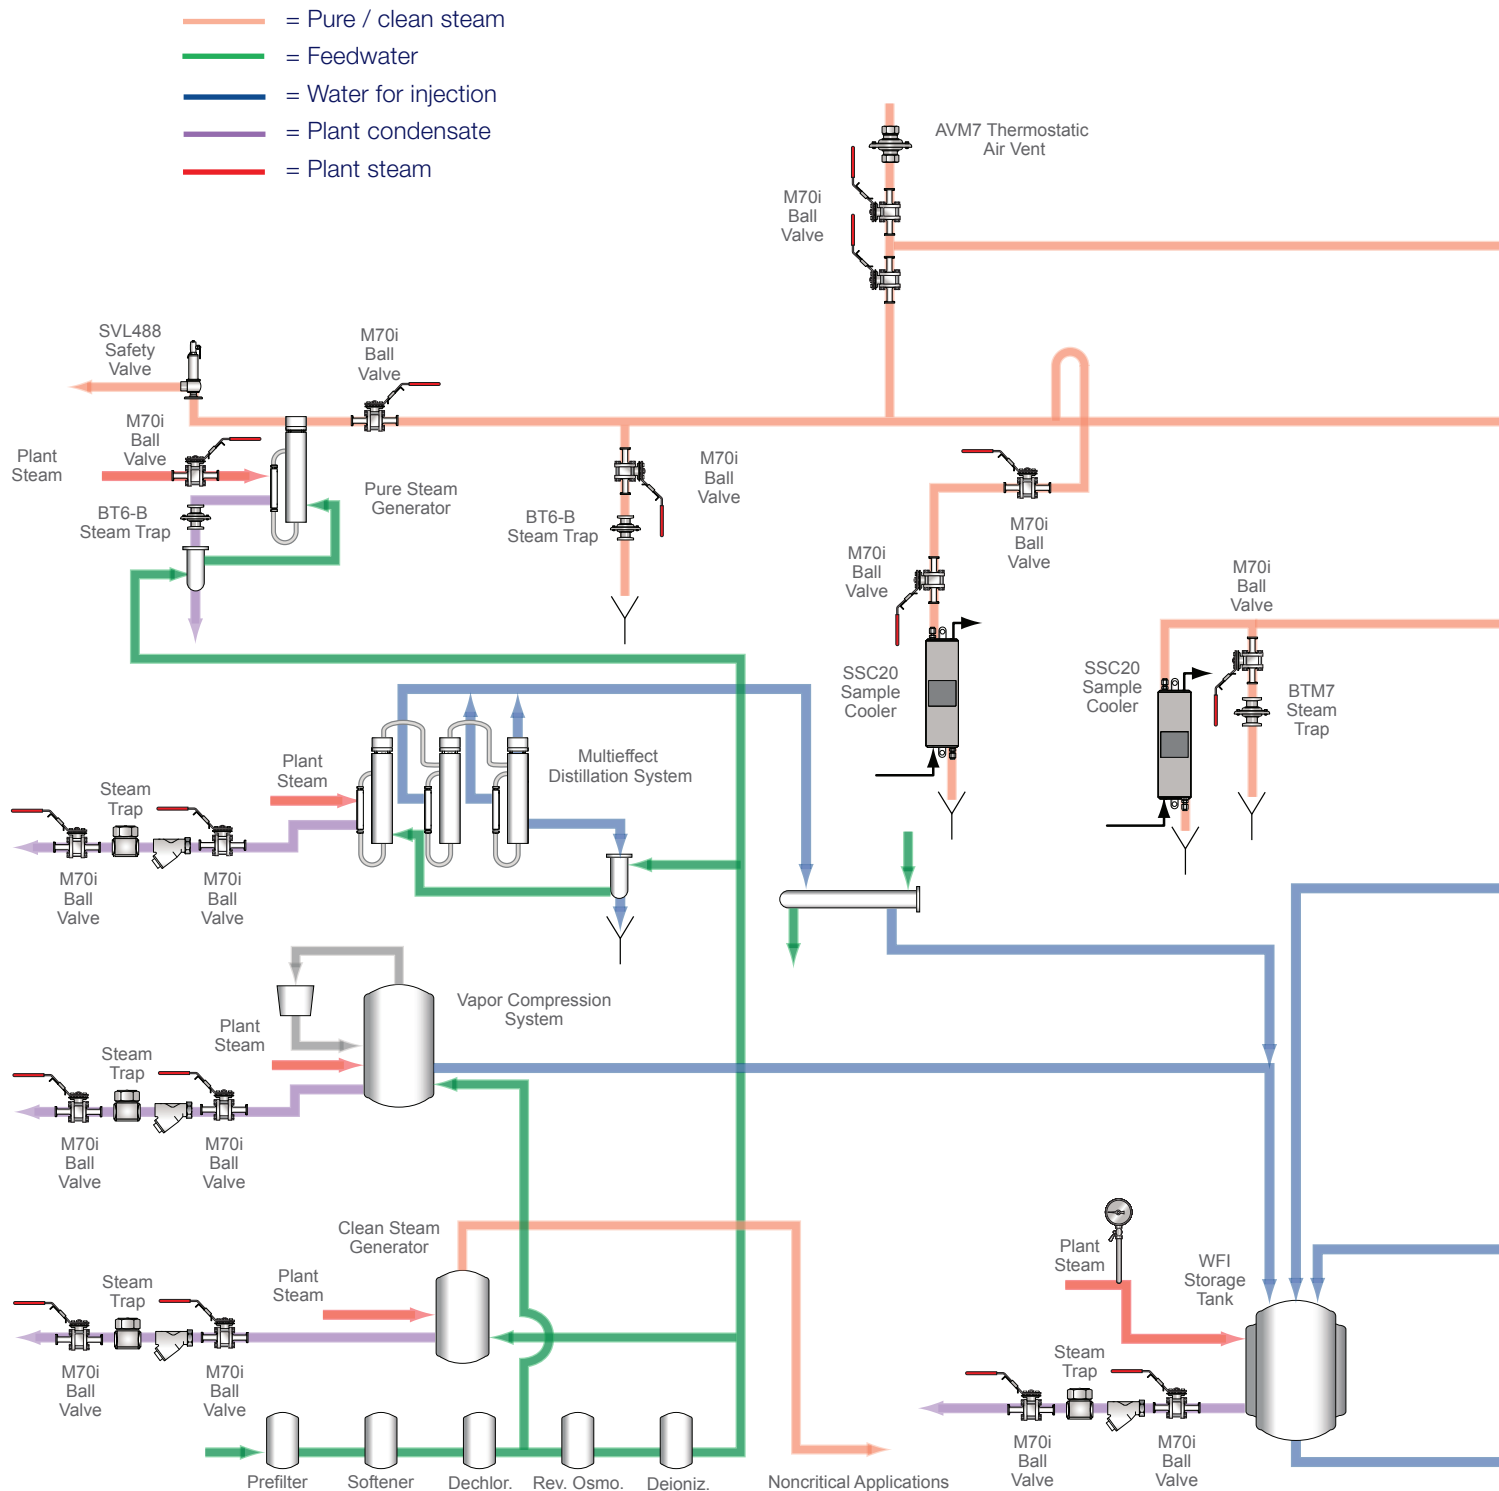 = Pure / clean steam
= Feedwater
= Water for injection
= Plant condensate
= Plant steam
AVM7 Thermostatic
Air Vent
M70i
Ball
Valve
SVL488
Safety
Valve
M70i
Ball
Valve
M70i
Ball
Valve
Plant
Steam
Pure Steam
Generator
BT6-B
Steam Trap
M70i
Ball
Valve
BT6-B
Steam Trap
M70i
Ball
Valve
M70i
Ball
Valve
M70i
Ball
Valve
SSC20
Sample
Cooler
SSC20
Sample
Cooler
BTM7
Steam
Trap
Multieffect
Distillation System
Plant
Steam
Steam
Trap
M70i
Ball
Valve
M70i
Ball
Valve
Vapor Compression
System
Plant
Steam
Steam
Trap
M70i
Ball
Valve
M70i
Ball
Valve
Clean Steam
Generator
Plant
Steam
Steam
Trap
M70i
Ball
Valve
M70i
Ball
Valve
Plant
Steam
WFI
Storage
Tank
Steam
Trap
M70i
Ball
Valve
M70i
Ball
Valve
Prefilter
Softener
Dechlor.
Rev. Osmo.
Deioniz.
Noncritical Applications